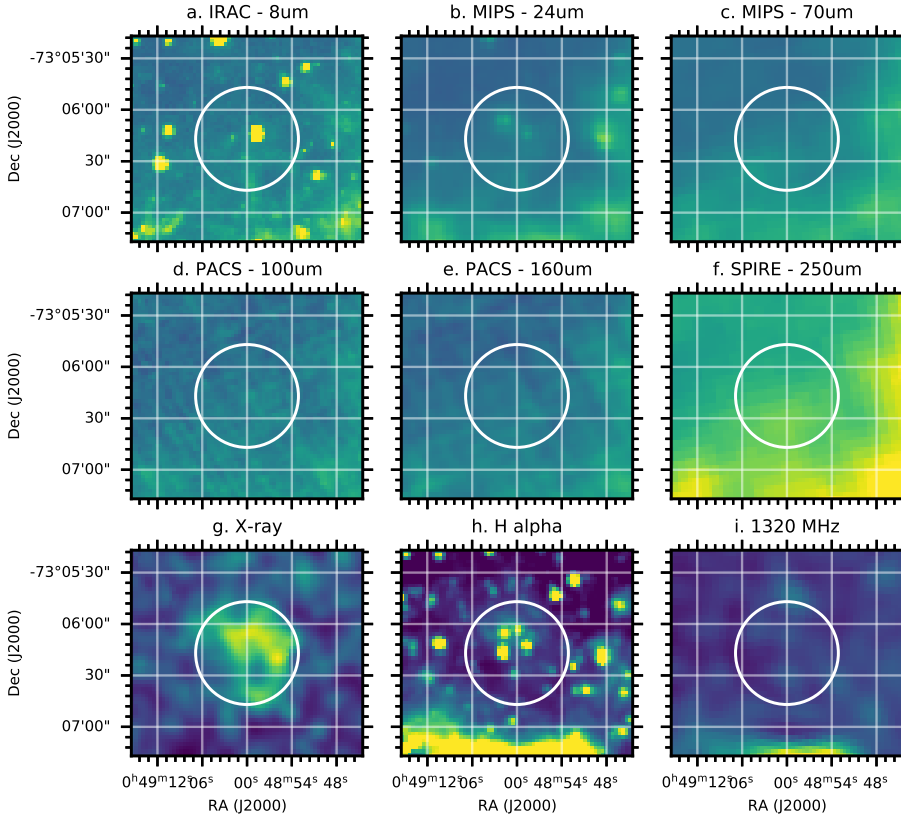 a. IRAC - 8um
b. MIPS - 24um
c. MIPS - 70um
-73°05'30"
06'00"
30"
07'00"
Dec (J2000)
d. PACS - 100um
e. PACS - 160um
f. SPIRE - 250um
-73°05'30"
06'00"
30"
07'00"
Dec (J2000)
g. X-ray
h. H alpha
i. 1320 MHz
-73°05'30"
06'00"
30"
07'00"
Dec (J2000)
0ʰ49ᵐ12ˢ06ˢ 00ˢ 48ᵐ54ˢ 48ˢ
0ʰ49ᵐ12ˢ06ˢ 00ˢ 48ᵐ54ˢ 48ˢ
0ʰ49ᵐ12ˢ06ˢ 00ˢ 48ᵐ54ˢ 48ˢ
RA (J2000)
RA (J2000)
RA (J2000)